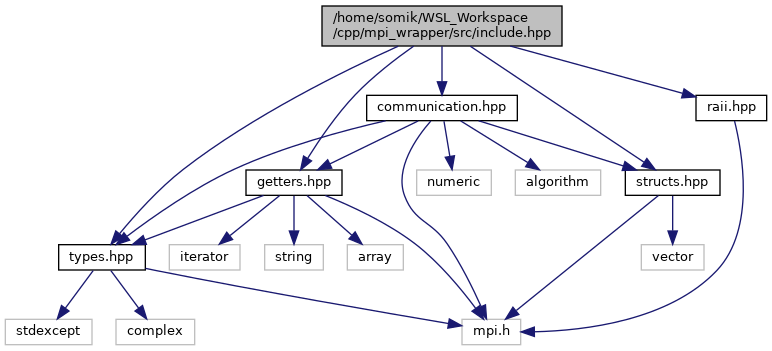 /home/somik/WSL_Workspace
/cpp/mpi_wrapper/src/include.hpp
communication.hpp
raii.hpp
getters.hpp
numeric
algorithm
structs.hpp
types.hpp
iterator
string
array
vector
stdexcept
complex
mpi.h